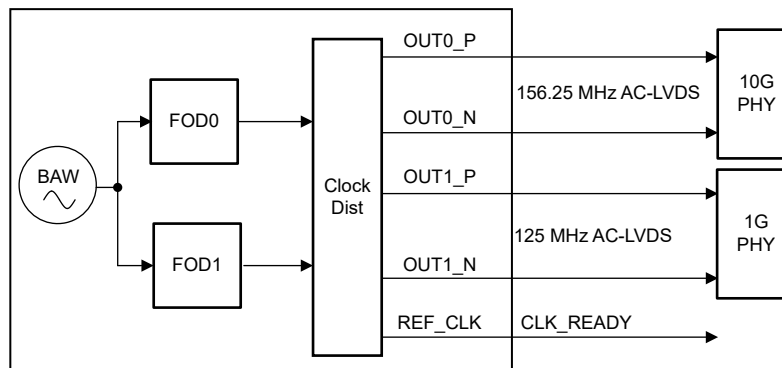 OUT0_P
10G
PHY
156.25 MHz AC-LVDS
FOD0
OUT0_N
BAW
Clock
Dist
OUT1_P
1G
PHY
125 MHz AC-LVDS
FOD1
OUT1_N
REF_CLK
CLK_READY